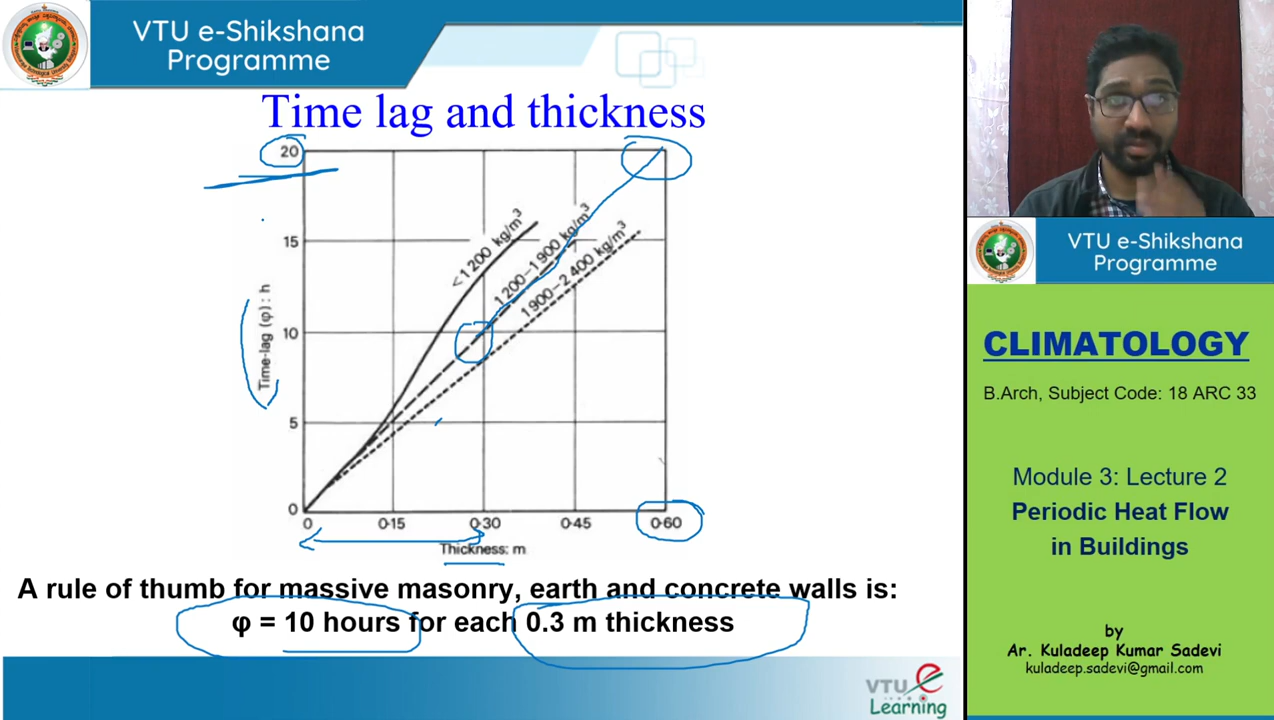 VTU e-Shikshana
Programme
Time lag and thickness
20
15
10
5
0
Time-lag (φ) : h
<1 200 kg/m³
1 200–1 900 kg/m³
1 900–2 400 kg/m³
0
0·15
0·30
0·45
0·60
Thickness: m
A rule of thumb for massive masonry, earth and concrete walls is:
φ = 10 hours for each 0.3 m thickness
VTU e
Learning
VTU e-Shikshana
Programme
CLIMATOLOGY
B.Arch, Subject Code: 18 ARC 33
Module 3: Lecture 2
Periodic Heat Flow
in Buildings
by
Ar. Kuladeep Kumar Sadevi
kuladeep.sadevi@gmail.com